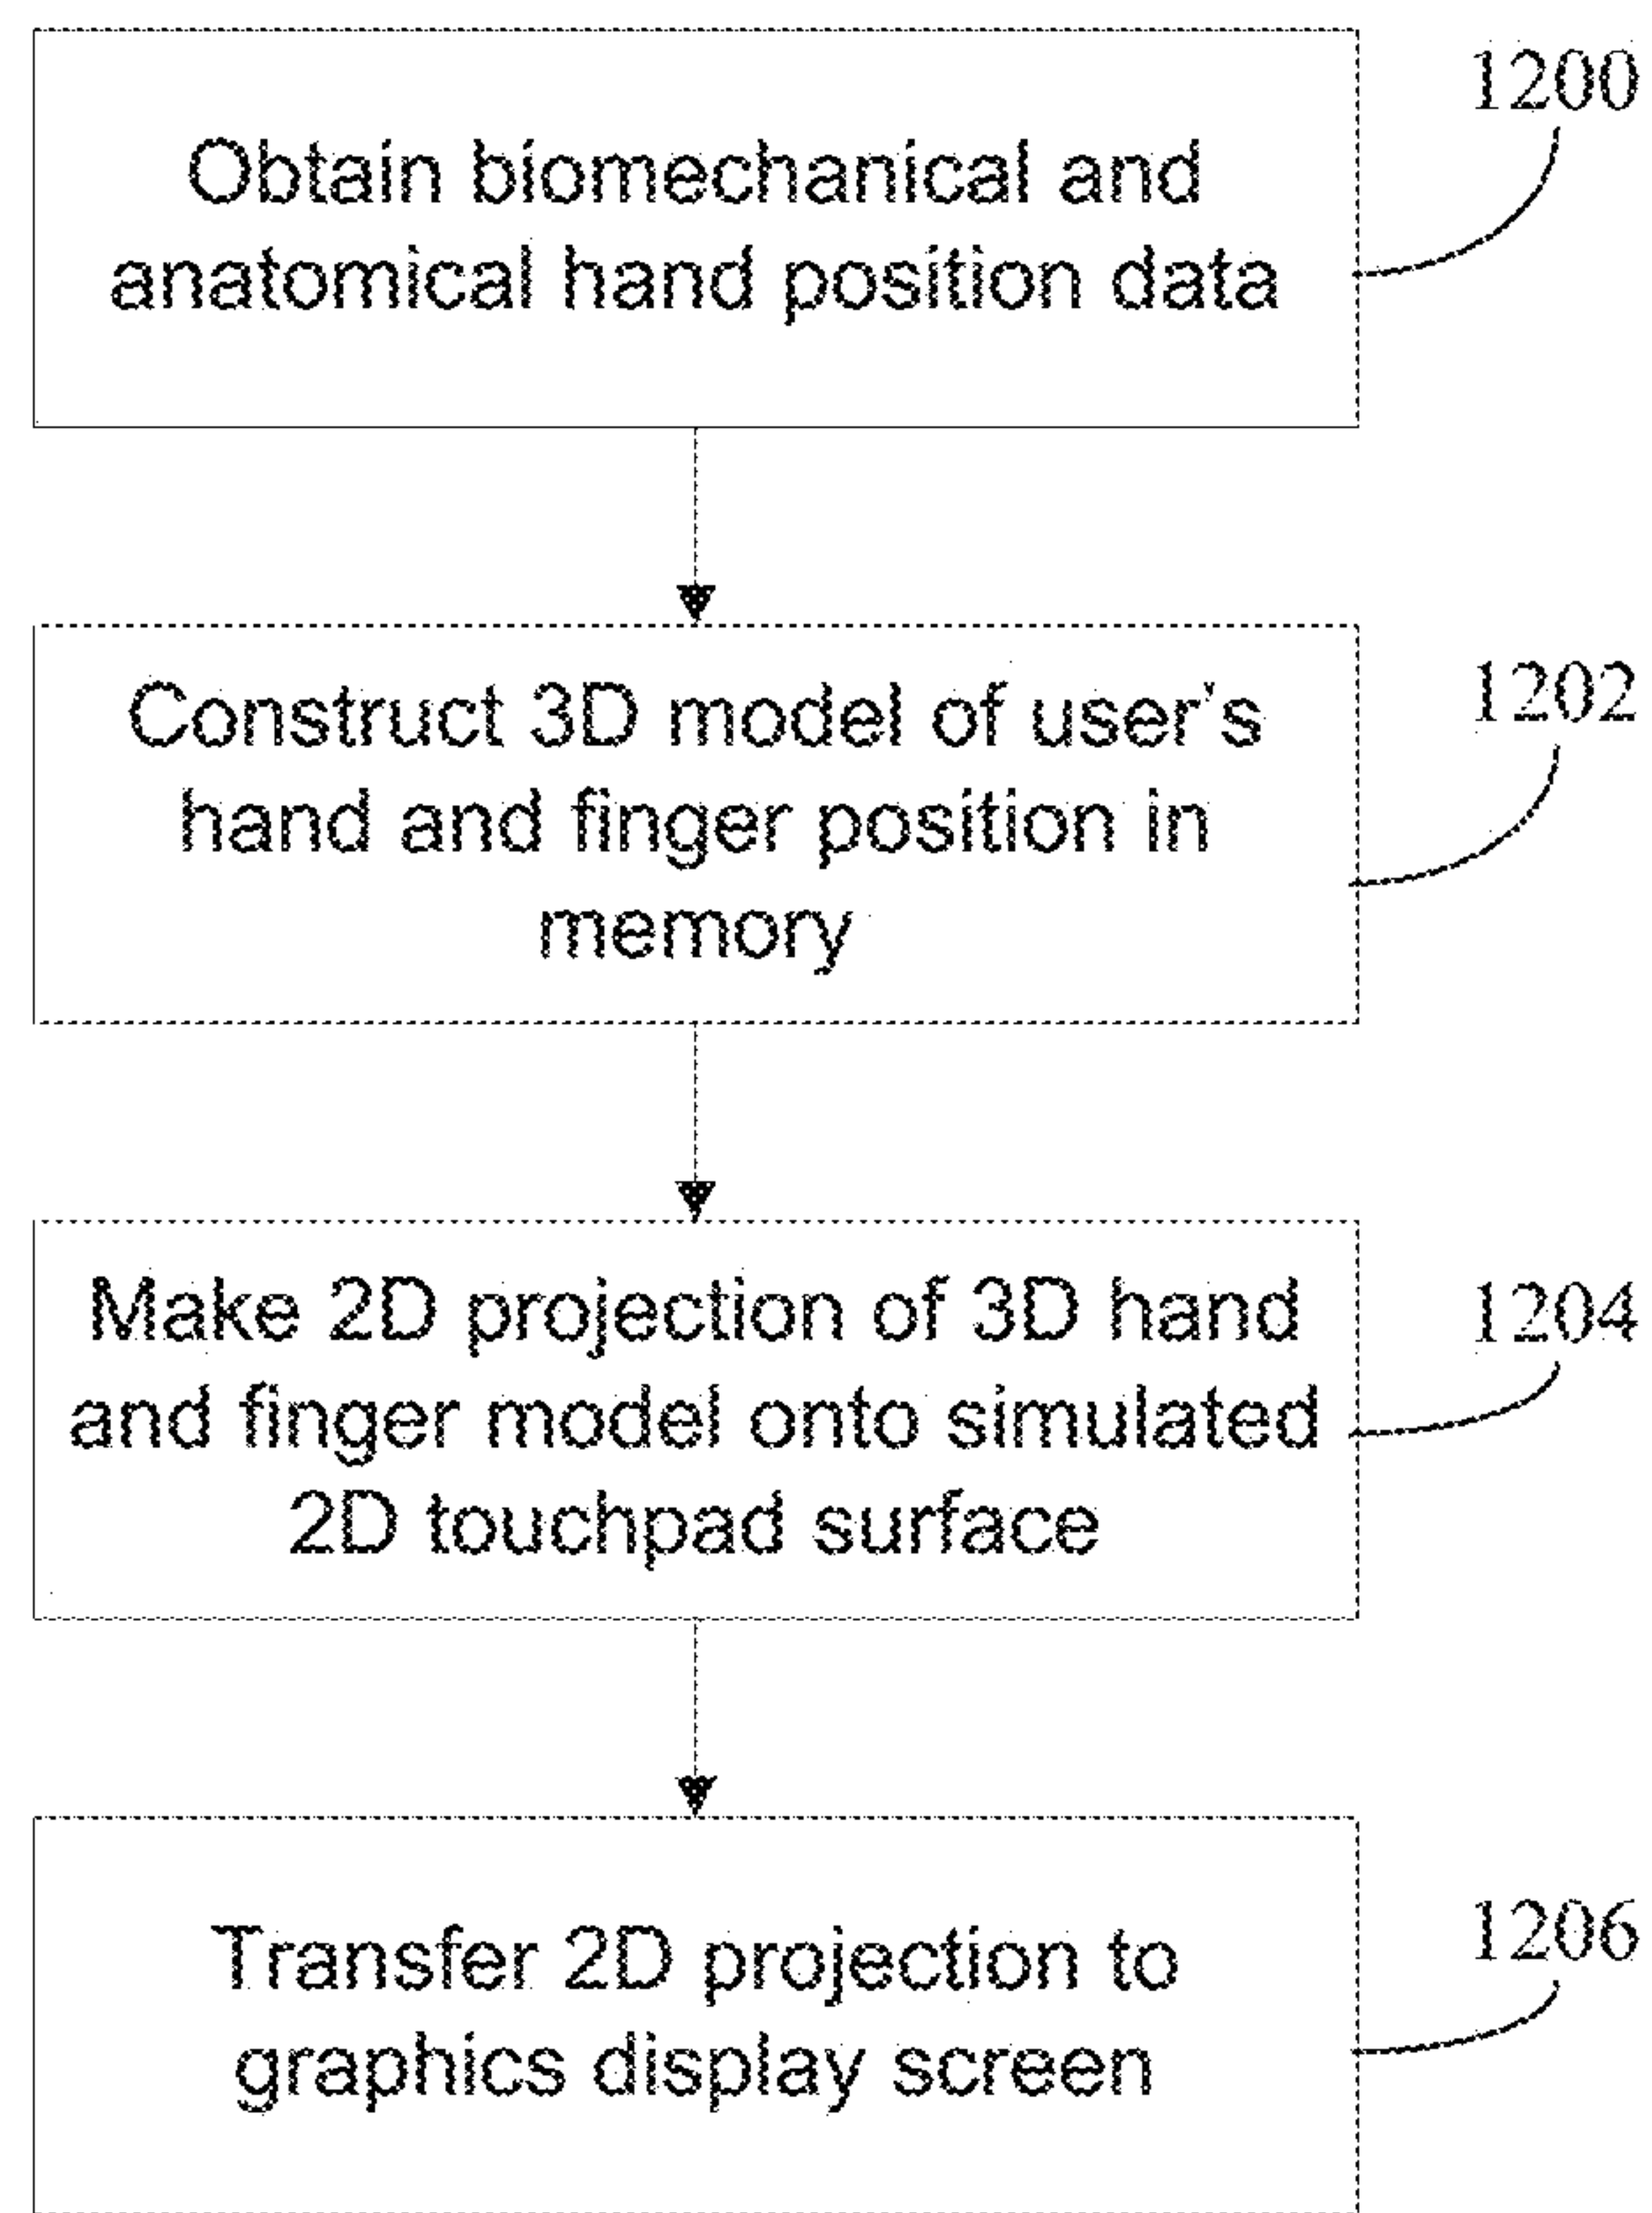 Obtain biomechanical and
anatomical hand position data
1200
Construct 3D model of user's
hand and finger position in
memory
1202
Make 2D projection of 3D hand
and finger model onto simulated
2D touchpad surface
1204
Transfer 2D projection to
graphics display screen
1206